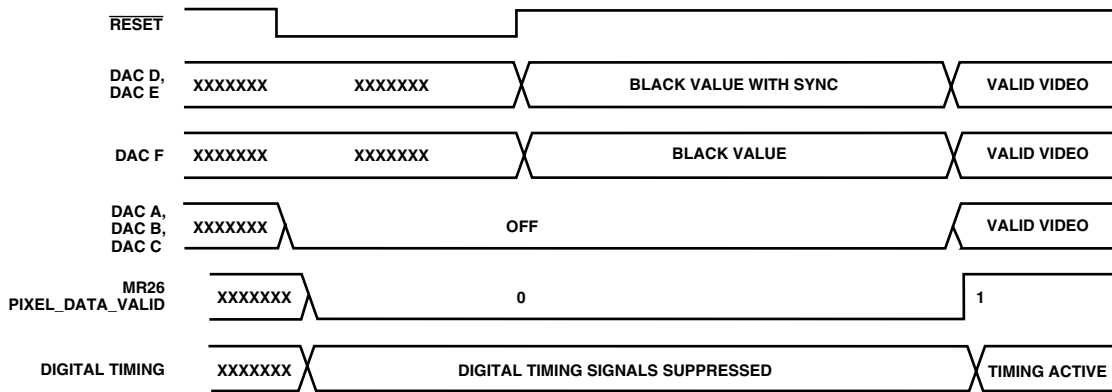 RESET
DAC D,
DAC E
XXXXXXX XXXXXXX BLACK VALUE WITH SYNC VALID VIDEO
DAC F XXXXXXX XXXXXXX BLACK VALUE VALID VIDEO
DAC A,
DAC B,
DAC C
XXXXXXX OFF VALID VIDEO
MR26
PIXEL_DATA_VALID
XXXXXXX 0 1
DIGITAL TIMING XXXXXXX DIGITAL TIMING SIGNALS SUPPRESSED TIMING ACTIVE